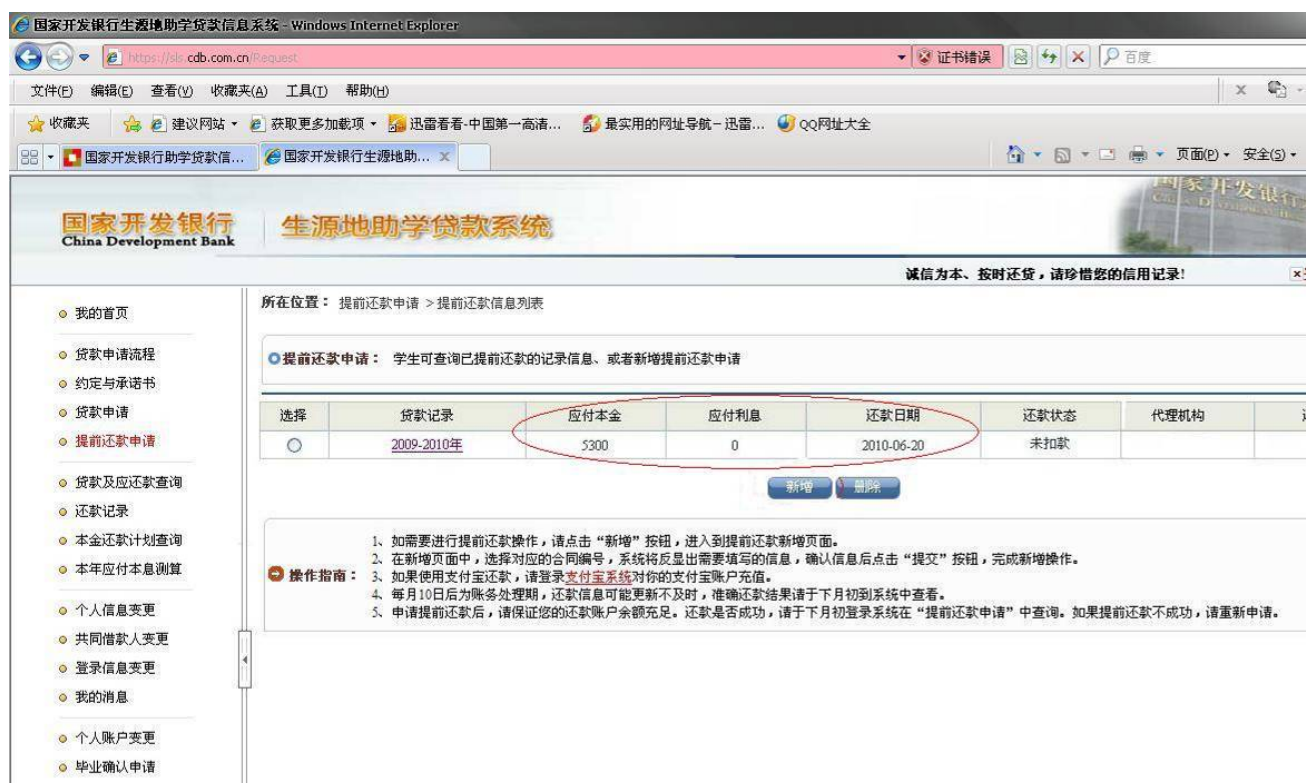 国家开发银行生源地助学贷款信息系统 - Windows Internet Explorer
https://sls.cdb.com.cn/Request 证书错误 百度
文件(F) 编辑(E) 查看(V) 收藏夹(A) 工具(T) 帮助(H)
收藏夹 建议网站 获取更多加载项 迅雷看看-中国第一高清... 最实用的网址导航-迅雷... QQ网址大全
国家开发银行助学贷款信... 国家开发银行生源地助... 页面(P) 安全(S)
国家开发银行
China Development Bank
生源地助学贷款系统
国家开发银行
诚信为本、按时还贷，请珍惜您的信用记录!
我的首页
贷款申请流程
约定与承诺书
贷款申请
提前还款申请
贷款及应还款查询
还款记录
本金还款计划查询
本年应付本息测算
个人信息变更
共同借款人变更
登录信息变更
我的消息
个人账户变更
毕业确认申请
所在位置： 提前还款申请 >提前还款信息列表
提前还款申请： 学生可查询已提前还款的记录信息、或者新增提前还款申请
选择 贷款记录 应付本金 应付利息 还款日期 还款状态 代理机构
2009-2010年 5300 0 2010-06-20 未扣款
新增 删除
操作指南：
1、如需要进行提前还款操作，请点击“新增”按钮，进入到提前还款新增页面。
2、在新增页面中，选择对应的合同编号，系统将反显出需要填写的信息，确认信息后点击“提交”按钮，完成新增操作。
3、如果使用支付宝还款，请登录支付宝系统对你的支付宝账户充值。
4、每月10日后为账务处理期，还款信息可能更新不及时，准确还款结果请于下月初到系统中查看。
5、申请提前还款后，请保证您的还款账户余额充足。还款是否成功，请于下月初登录系统在“提前还款申请”中查询。如果提前还款不成功，请重新申请。